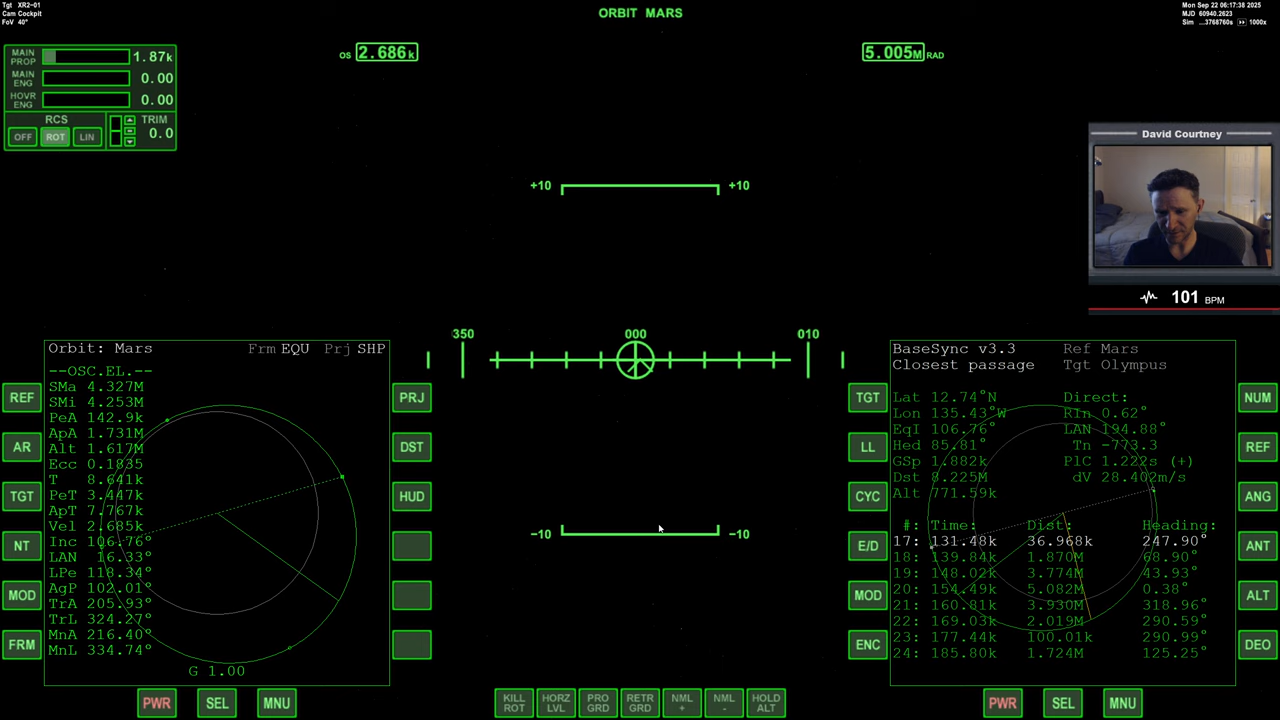 Tgt XR2-01
Cam Cockpit
FoV 40°
ORBIT MARS
Mon Sep 22 06:17:38 2025
MJD 60940.2623
Sim ...3768760s 1000x
OS 2.686k
5.005M RAD
MAIN PROP 1.87k
MAIN ENG 0.00
HOVR ENG 0.00
RCS TRIM
OFF ROT LIN 0.0
David Courtney
101 BPM
+10 +10
350 000 010
-10 -10
Orbit: Mars Frm EQU Prj SHP
--OSC.EL.--
SMa 4.327M
SMi 4.253M
PeA 142.9k
ApA 1.731M
Alt 1.617M
Ecc 0.1835
T 8.641k
PeT 3.447k
ApT 7.767k
Vel 2.685k
Inc 106.76°
LAN 16.33°
LPe 118.34°
AgP 102.01°
TrA 205.93°
TrL 324.27°
MnA 216.40°
MnL 334.74°
G 1.00
REF
AR
TGT
NT
MOD
FRM
PRJ
DST
HUD
PWR SEL MNU
KILL ROT
HORZ LVL
PRO GRD
RETR GRD
NML +
NML -
HOLD ALT
BaseSync v3.3 Ref Mars
Closest passage Tgt Olympus
Lat 12.74°N Direct:
Lon 135.43°W RIn 0.62°
EqI 106.76° LAN 194.88°
Hed 85.81° Tn -773.3
GSp 1.882k PlC 1.222s (+)
Dst 8.225M dV 28.402m/s
Alt 771.59k
#: Time: Dist: Heading:
17: 131.48k 36.968k 247.90°
18: 139.84k 1.870M 68.90°
19: 148.02k 3.774M 43.93°
20: 154.49k 5.082M 0.38°
21: 160.81k 3.930M 318.96°
22: 169.03k 2.019M 290.59°
23: 177.44k 100.01k 290.99°
24: 185.80k 1.724M 125.25°
TGT
LL
CYC
E/D
MOD
ENC
NUM
REF
ANG
ANT
ALT
DEO
PWR SEL MNU